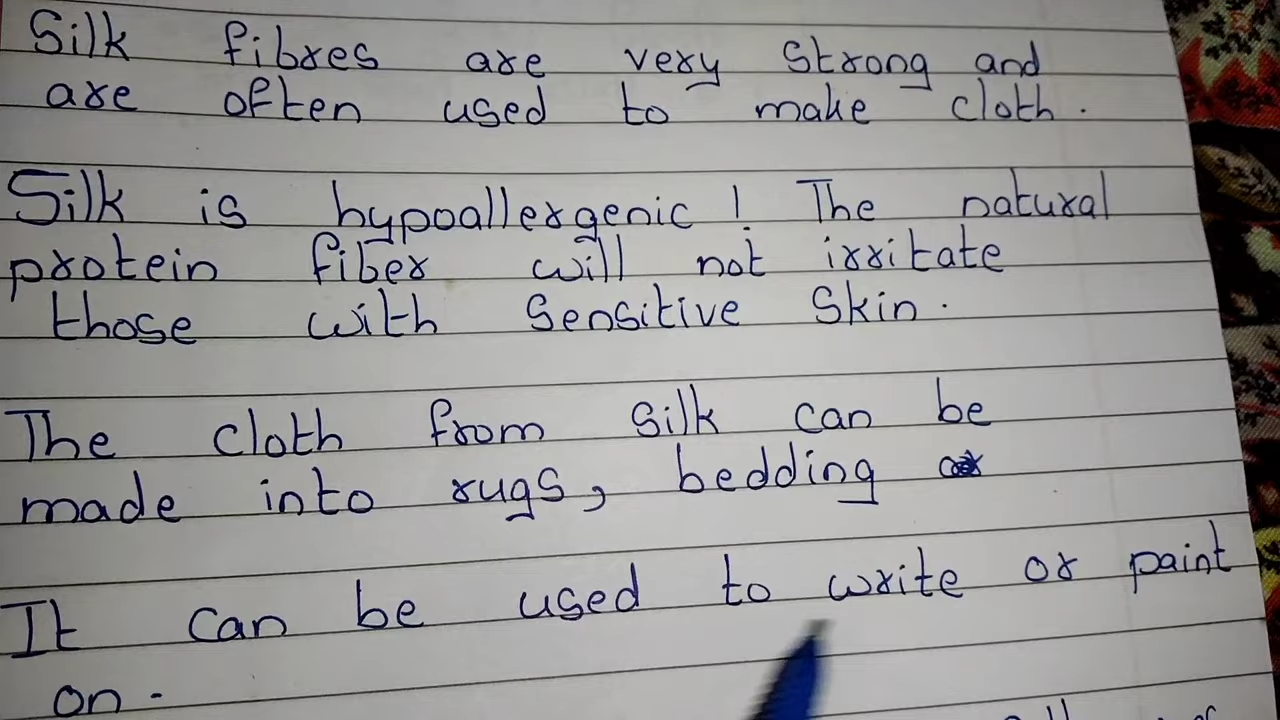 Silk fibres are very strong and
are often used to make cloth.
Silk is hypoallergenic! The natural
protein fiber will not irritate
those with sensitive skin.
The cloth from silk can be
made into rugs, bedding
It can be used to write or paint
on.